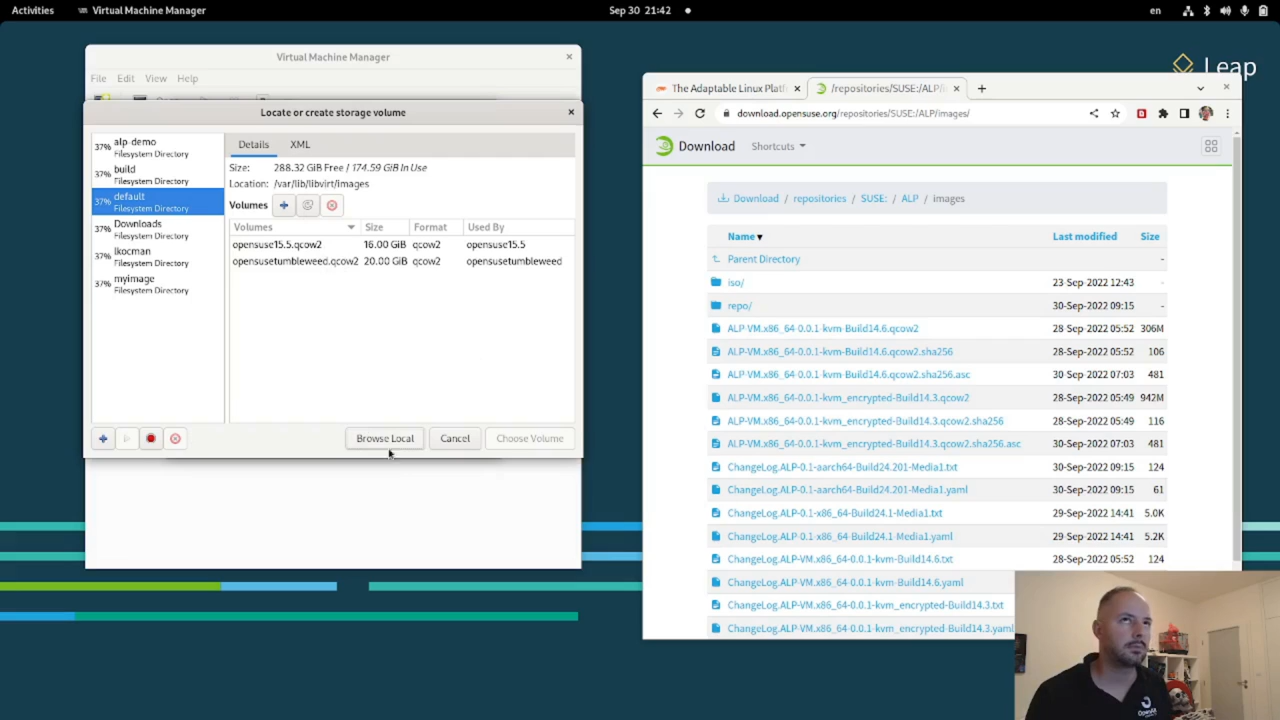 Activities
Virtual Machine Manager
Sep 30 21:42
en
Leap
Virtual Machine Manager
File Edit View Help
Locate or create storage volume
37% alp-demo
Filesystem Directory
37% build
Filesystem Directory
37% default
Filesystem Directory
37% Downloads
Filesystem Directory
37% lkocman
Filesystem Directory
37% myimage
Filesystem Directory
Details XML
Size: 288.32 GiB Free / 174.59 GiB In Use
Location: /var/lib/libvirt/images
Volumes
Volumes Size Format Used By
opensuse15.5.qcow2 16.00 GiB qcow2 opensuse15.5
opensusetumbleweed.qcow2 20.00 GiB qcow2 opensusetumbleweed
Browse Local Cancel Choose Volume
The Adaptable Linux Platf
/repositories/SUSE:/ALP/i
download.opensuse.org/repositories/SUSE:/ALP/images/
Download Shortcuts
Download / repositories / SUSE: / ALP / images
Name Last modified Size
Parent Directory -
iso/ 23-Sep-2022 12:43 -
repo/ 30-Sep-2022 09:15 -
ALP-VM.x86_64-0.0.1-kvm-Build14.6.qcow2 28-Sep-2022 05:52 306M
ALP-VM.x86_64-0.0.1-kvm-Build14.6.qcow2.sha256 28-Sep-2022 05:52 106
ALP-VM.x86_64-0.0.1-kvm-Build14.6.qcow2.sha256.asc 30-Sep-2022 07:03 481
ALP-VM.x86_64-0.0.1-kvm_encrypted-Build14.3.qcow2 28-Sep-2022 05:49 942M
ALP-VM.x86_64-0.0.1-kvm_encrypted-Build14.3.qcow2.sha256 28-Sep-2022 05:49 116
ALP-VM.x86_64-0.0.1-kvm_encrypted-Build14.3.qcow2.sha256.asc 30-Sep-2022 07:03 481
ChangeLog.ALP-0.1-aarch64-Build24.201-Media1.txt 30-Sep-2022 09:15 124
ChangeLog.ALP-0.1-aarch64-Build24.201-Media1.yaml 30-Sep-2022 09:15 61
ChangeLog.ALP-0.1-x86_64-Build24.1-Media1.txt 29-Sep-2022 14:41 5.0K
ChangeLog.ALP-0.1-x86_64-Build24.1-Media1.yaml 29-Sep-2022 14:41 5.2K
ChangeLog.ALP-VM.x86_64-0.0.1-kvm-Build14.6.txt 28-Sep-2022 05:52 124
ChangeLog.ALP-VM.x86_64-0.0.1-kvm-Build14.6.yaml
ChangeLog.ALP-VM.x86_64-0.0.1-kvm_encrypted-Build14.3.txt
ChangeLog.ALP-VM.x86_64-0.0.1-kvm_encrypted-Build14.3.yaml